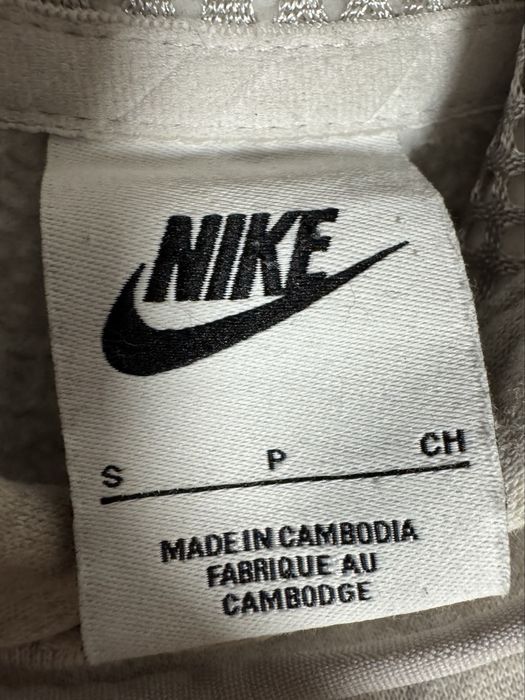 NIKE
S P CH
MADE IN CAMBODIA
FABRIQUE AU
CAMBODGE